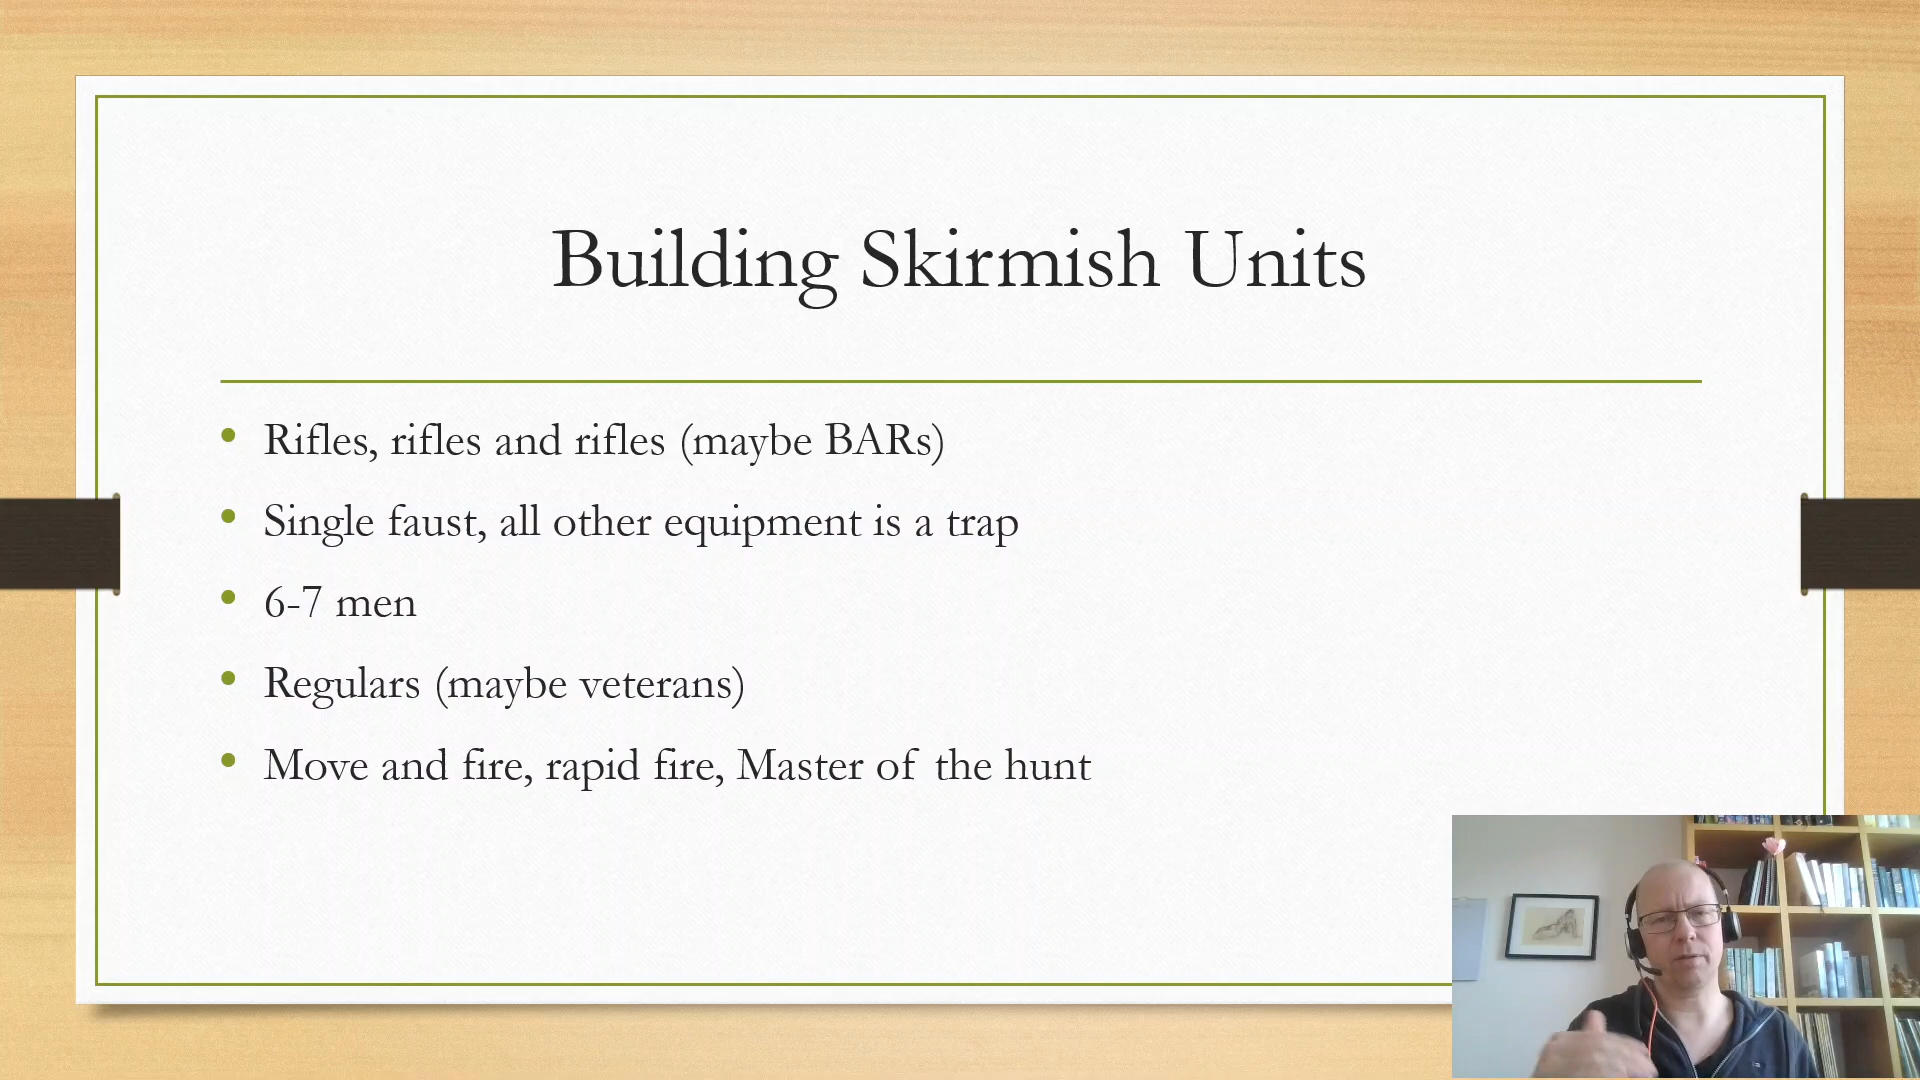 Building Skirmish Units
Rifles, rifles and rifles (maybe BARs)
Single faust, all other equipment is a trap
6-7 men
Regulars (maybe veterans)
Move and fire, rapid fire, Master of the hunt